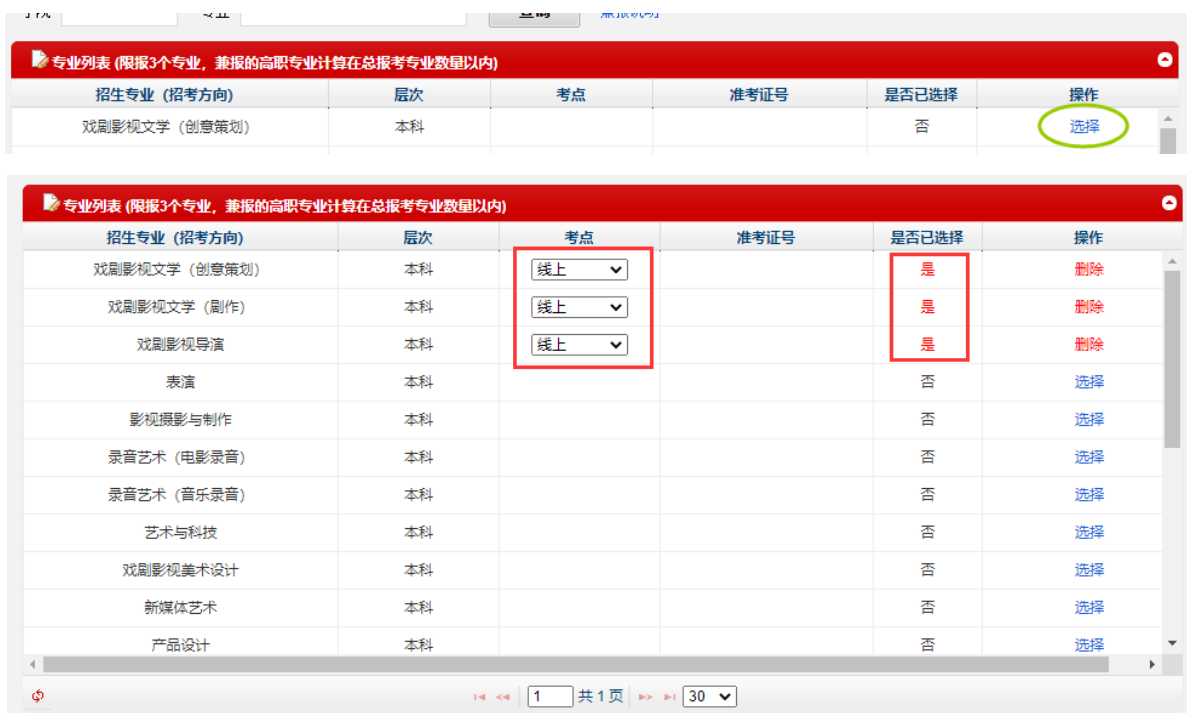 学院 专业 查询 兼报说明
专业列表 (限报3个专业，兼报的高职专业计算在总报考专业数量以内)
招生专业（招考方向） 层次 考点 准考证号 是否已选择 操作
戏剧影视文学（创意策划） 本科 否 选择
专业列表 (限报3个专业，兼报的高职专业计算在总报考专业数量以内)
招生专业（招考方向） 层次 考点 准考证号 是否已选择 操作
戏剧影视文学（创意策划） 本科 线上 是 删除
戏剧影视文学（剧作） 本科 线上 是 删除
戏剧影视导演 本科 线上 是 删除
表演 本科 否 选择
影视摄影与制作 本科 否 选择
录音艺术（电影录音） 本科 否 选择
录音艺术（音乐录音） 本科 否 选择
艺术与科技 本科 否 选择
戏剧影视美术设计 本科 否 选择
新媒体艺术 本科 否 选择
产品设计 本科 否 选择
1 共 1 页 30